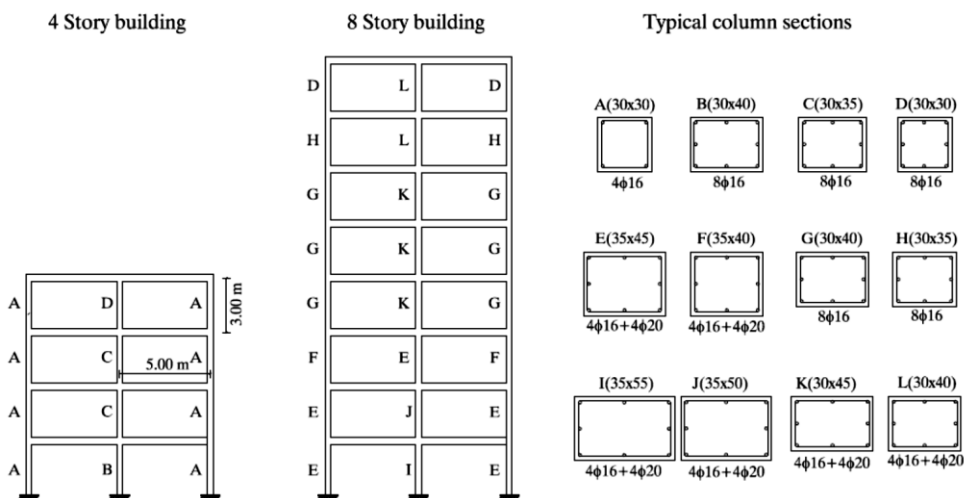 4 Story building
8 Story building
Typical column sections
D L D
H L H
G K G
G K G
G K G
F E F
E J E
E I E
A D A
3.00 m
A C A
5.00 m
A C A
A B A
A(30x30) B(30x40) C(30x35) D(30x30)
4ϕ16 8ϕ16 8ϕ16 8ϕ16
E(35x45) F(35x40) G(30x40) H(30x35)
4ϕ16+4ϕ20 4ϕ16+4ϕ20 8ϕ16 8ϕ16
I(35x55) J(35x50) K(30x45) L(30x40)
4ϕ16+4ϕ20 4ϕ16+4ϕ20 4ϕ16+4ϕ20 4ϕ16+4ϕ20